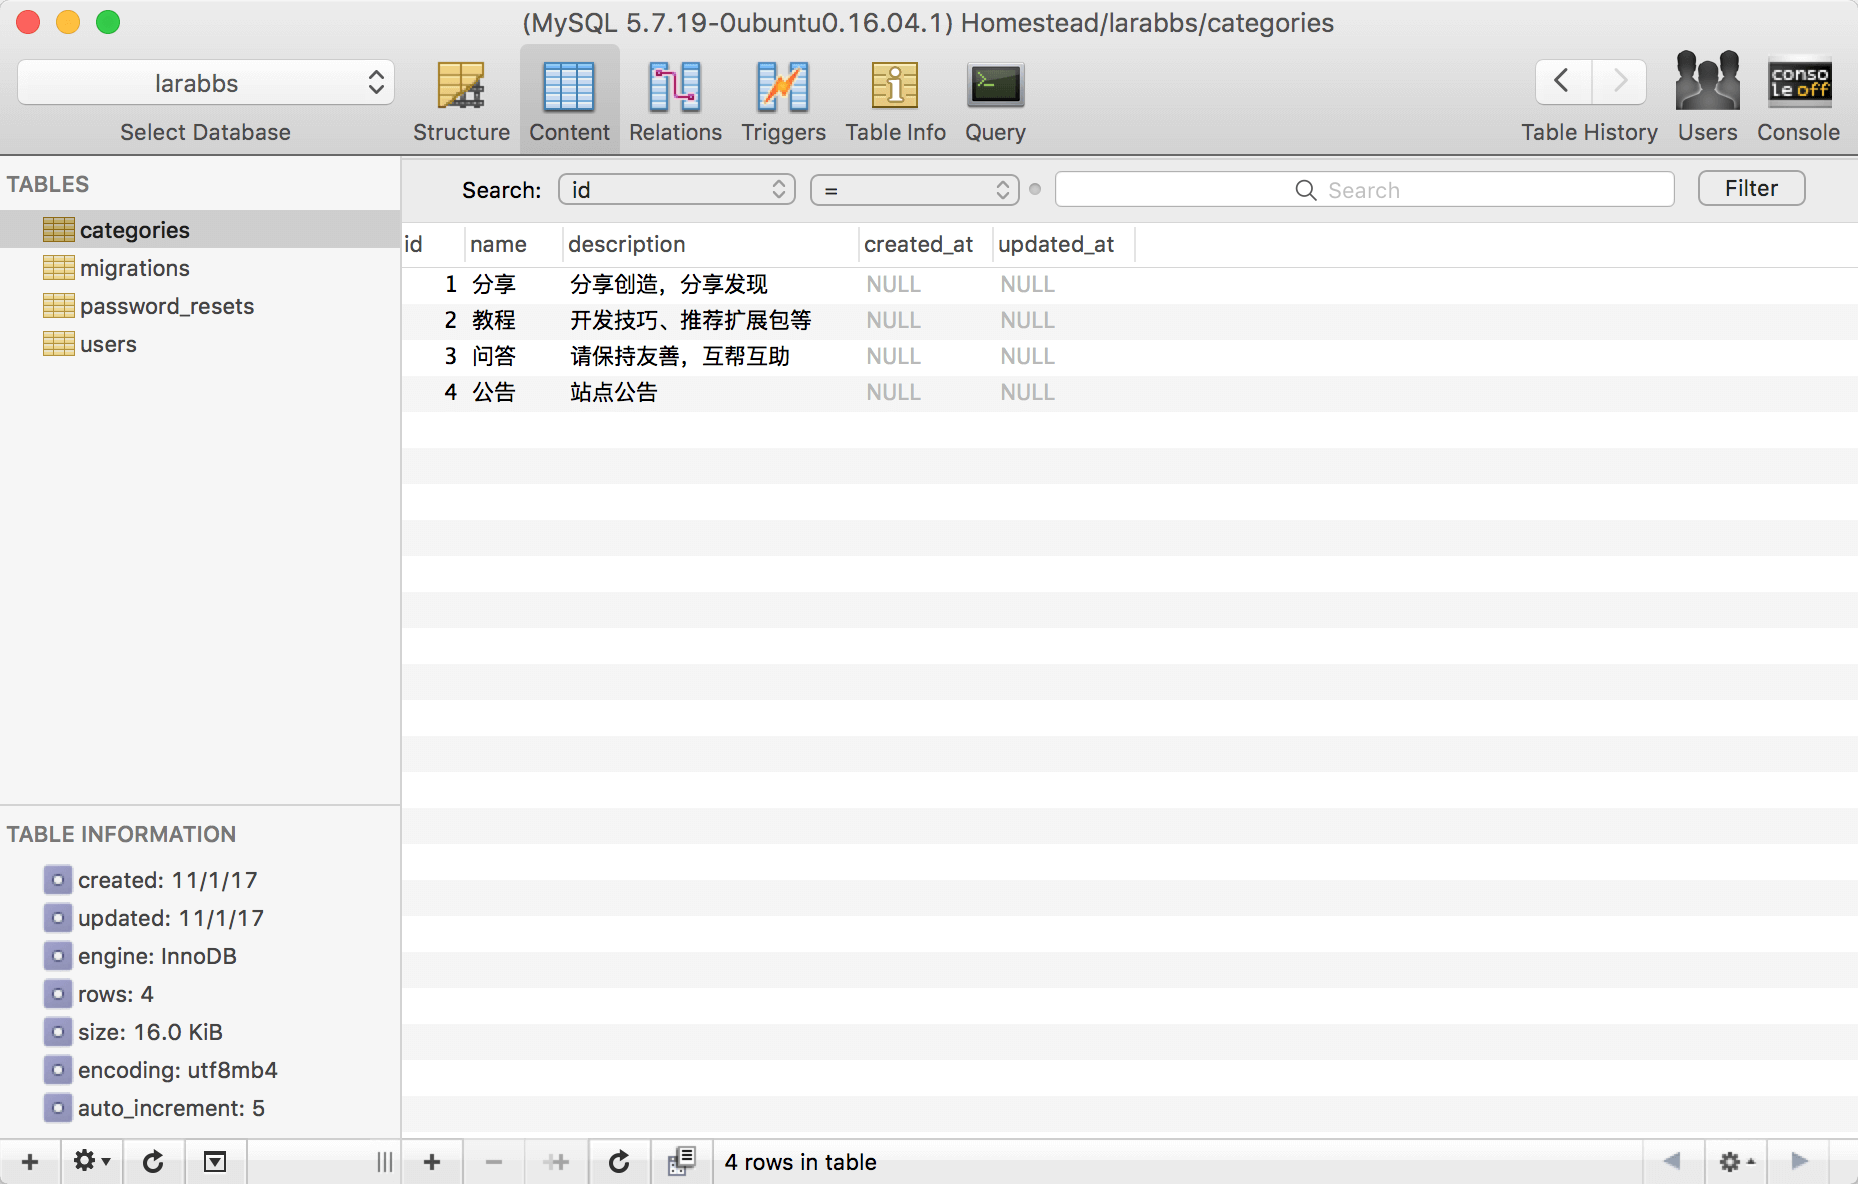 (MySQL 5.7.19-0ubuntu0.16.04.1) Homestead/larabbs/categories
larabbs
Select Database
Structure
Content
Relations
Triggers
Table Info
Query
Table History
Users
conso
le off
Console
TABLES
categories
migrations
password_resets
users
Search: id = Search Filter
id name description created_at updated_at
1 分享 分享创造，分享发现 NULL NULL
2 教程 开发技巧、推荐扩展包等 NULL NULL
3 问答 请保持友善，互帮互助 NULL NULL
4 公告 站点公告 NULL NULL
TABLE INFORMATION
created: 11/1/17
updated: 11/1/17
engine: InnoDB
rows: 4
size: 16.0 KiB
encoding: utf8mb4
auto_increment: 5
4 rows in table